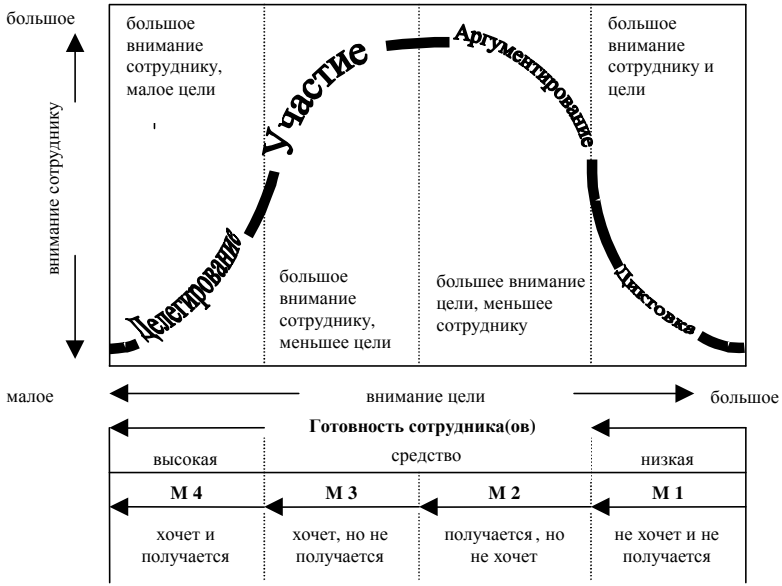 большое
большое
внимание
сотруднику,
малое цели
Участие
Аргументирование
большое
внимание
сотруднику и
цели
внимание сотруднику
Делегирование
большое
внимание
сотруднику,
меньшее цели
большее внимание
цели, меньшее
сотруднику
Диктовка
малое
внимание цели
большое
Готовность сотрудника(ов)
высокая
средство
низкая
М 4
М 3
М 2
М 1
хочет и
получается
хочет, но не
получается
получается , но
не хочет
не хочет и не
получается